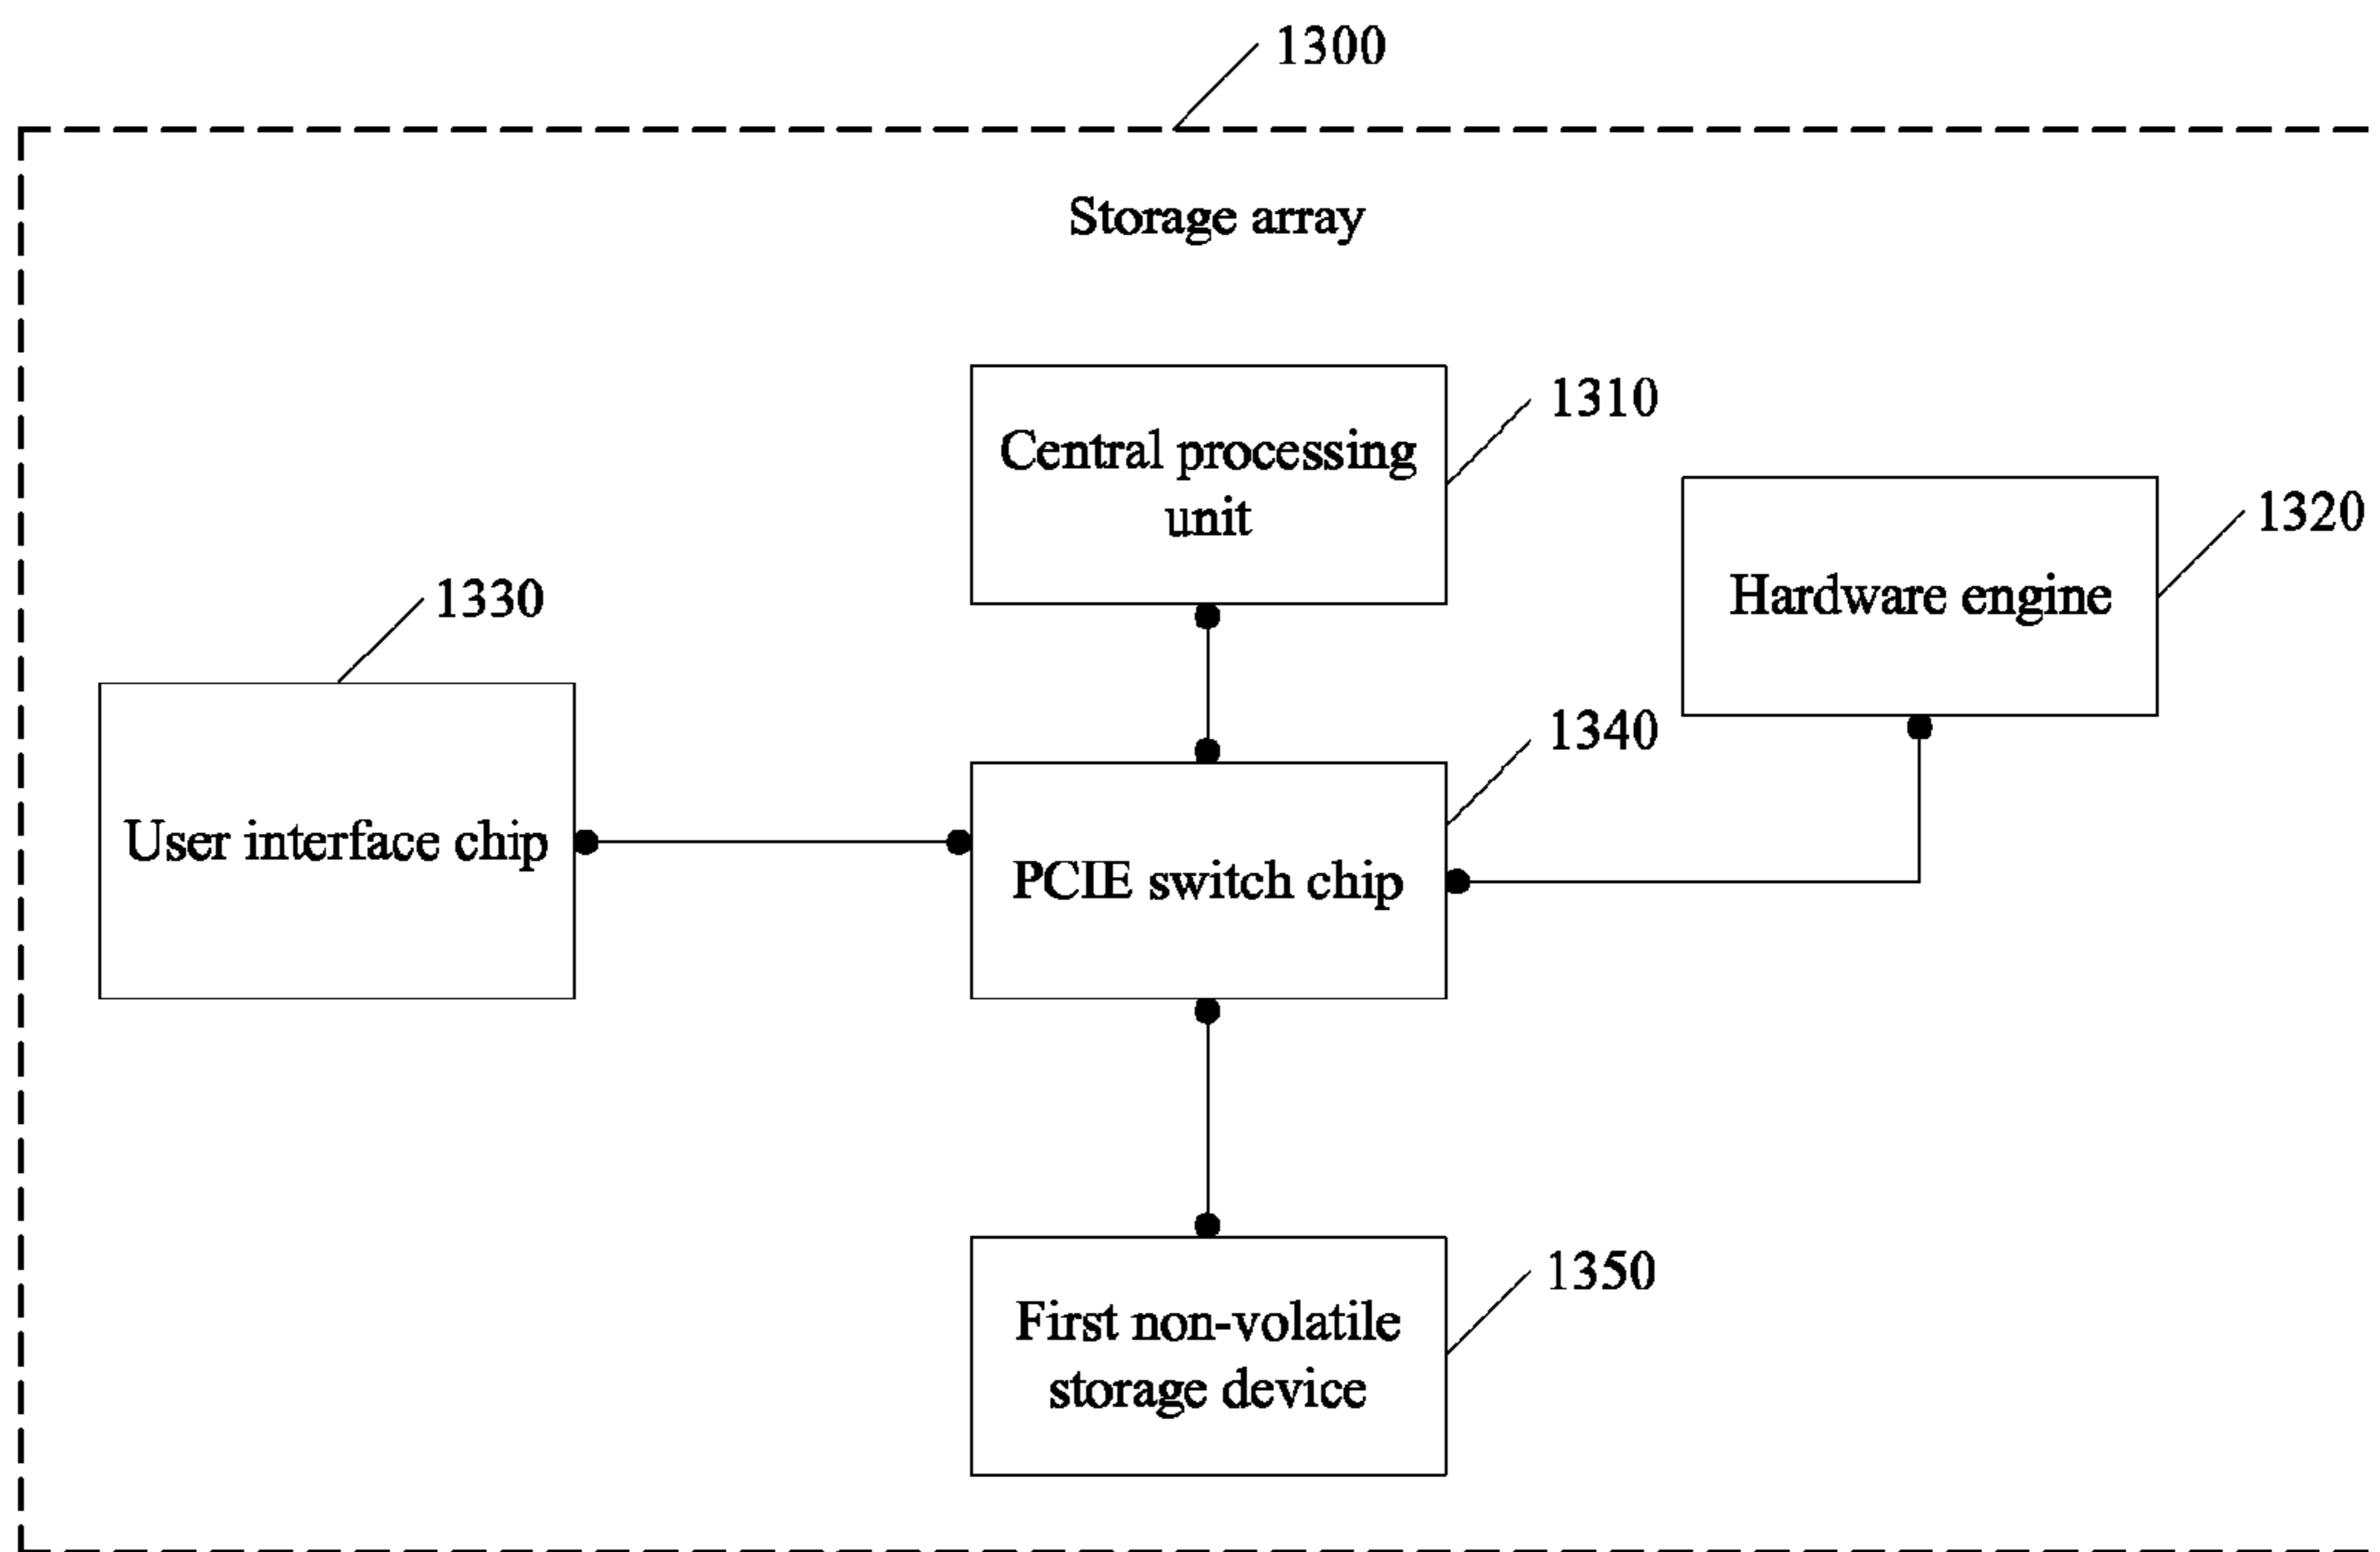 1300
Storage array
Central processing
unit
1310
Hardware engine
1320
1330
User interface chip
1340
PCIE switch chip
First non-volatile
storage device
1350